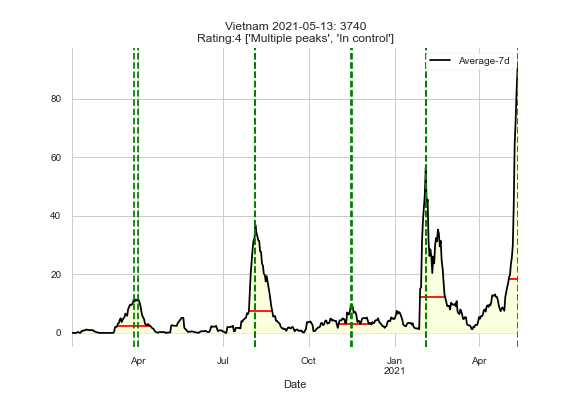 Vietnam 2021-05-13: 3740
Rating:4 ['Multiple peaks', 'In control']
Average-7d
80
60
40
20
0
Apr
Jul
Oct
Jan
2021
Apr
Date